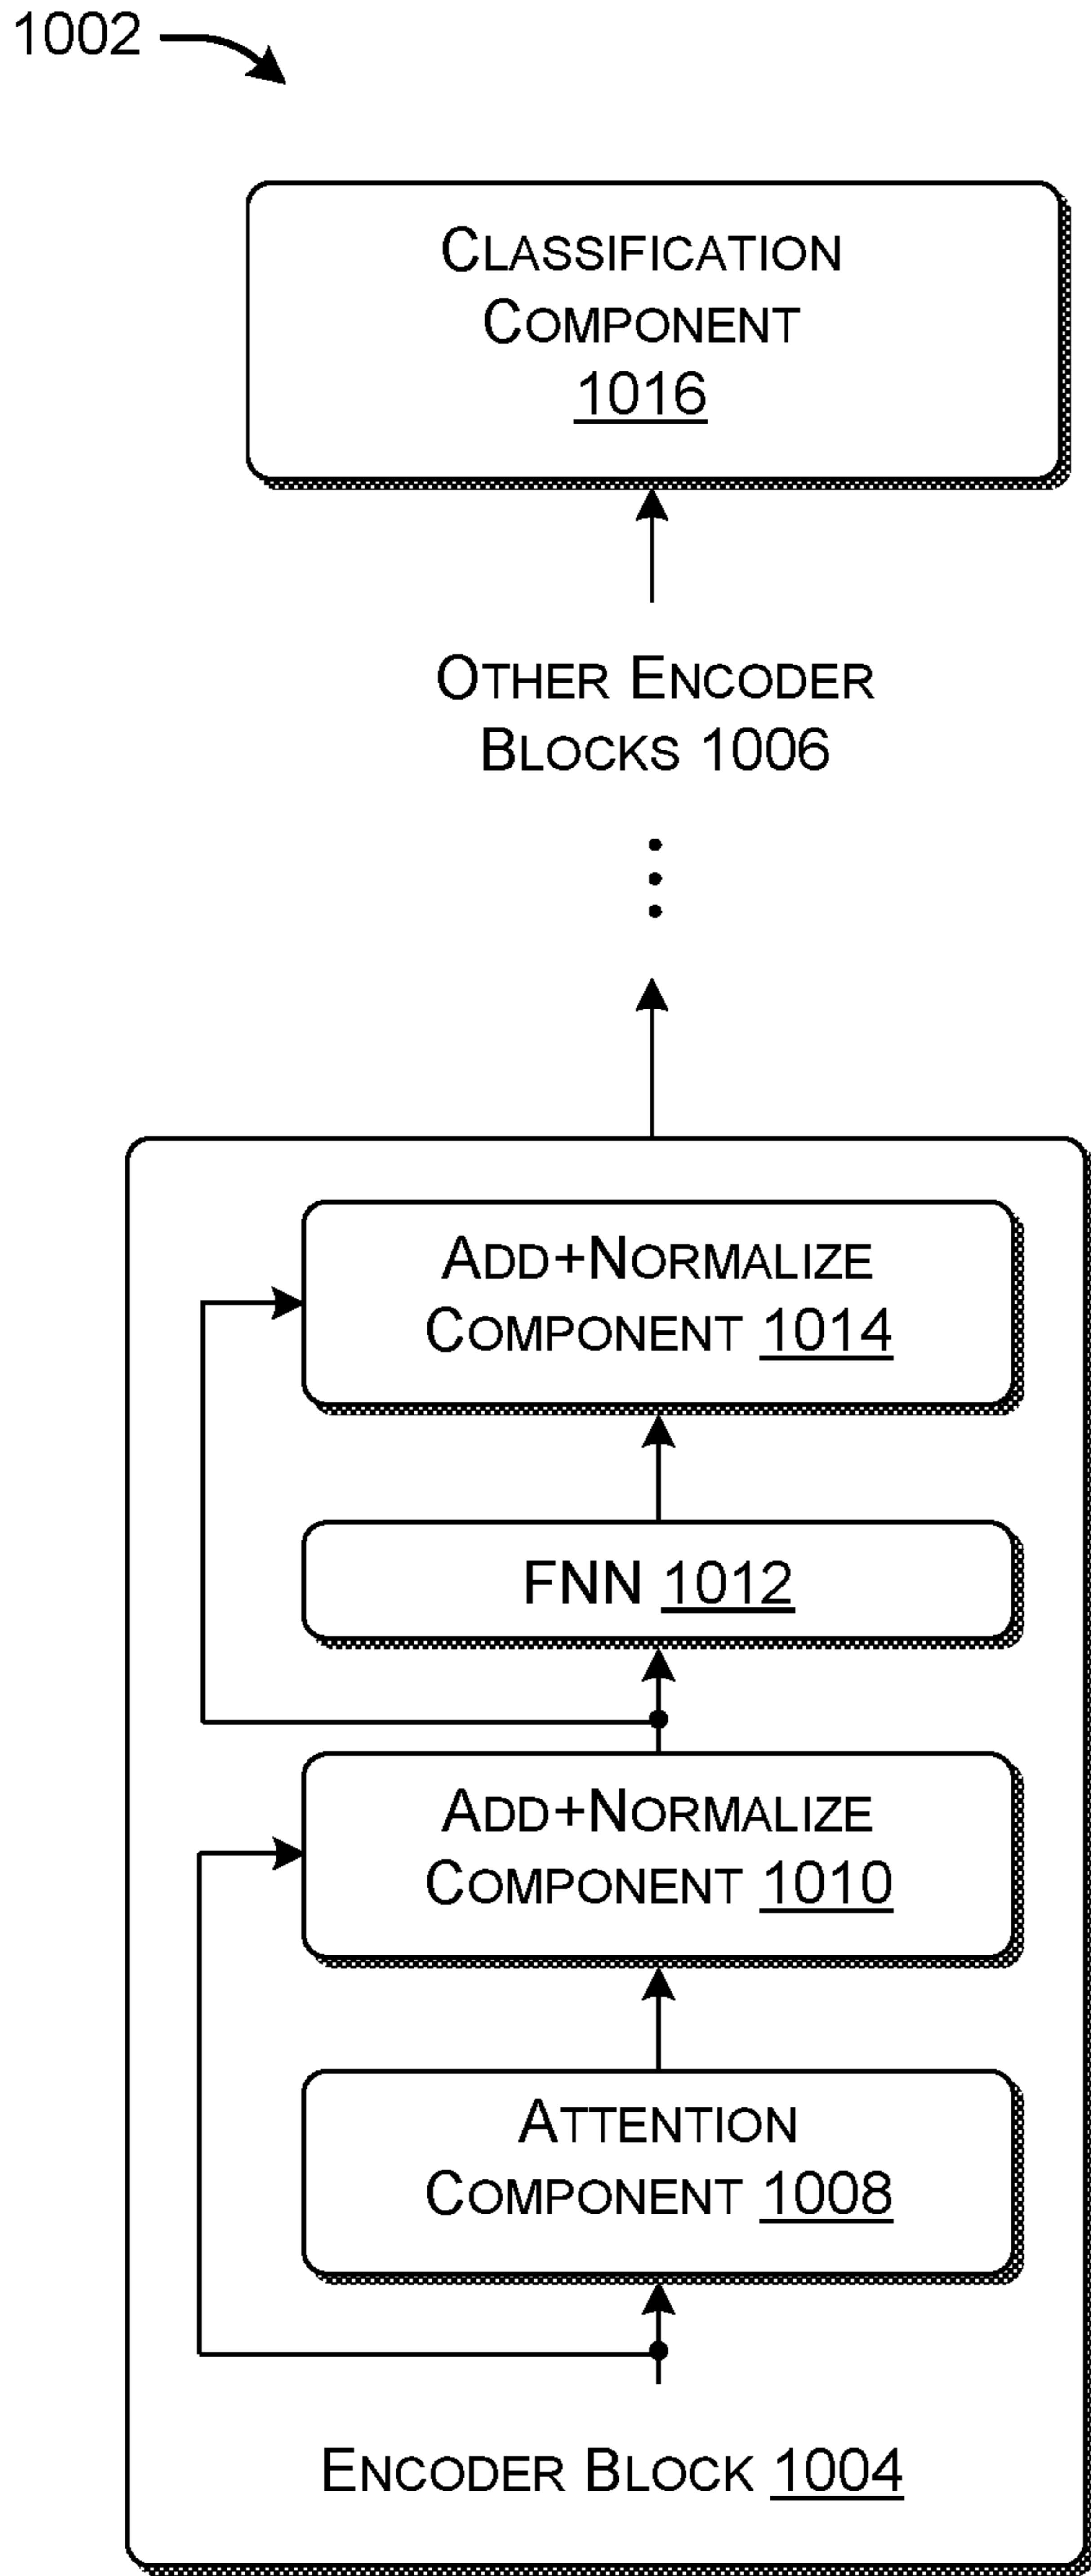 1002
CLASSIFICATION
COMPONENT
1016
OTHER ENCODER
BLOCKS 1006
ADD+NORMALIZE
COMPONENT 1014
FNN 1012
ADD+NORMALIZE
COMPONENT 1010
ATTENTION
COMPONENT 1008
ENCODER BLOCK 1004